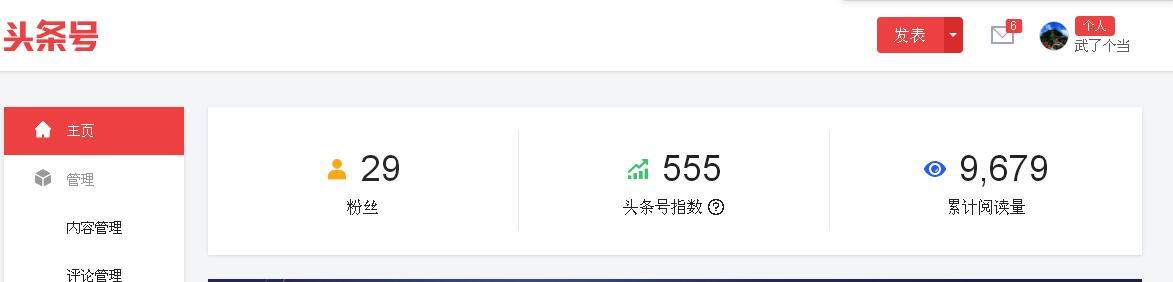 头条号
发表
6
个人
武了个当
主页
管理
内容管理
评论管理
29
粉丝
555
头条号指数 ?
9,679
累计阅读量